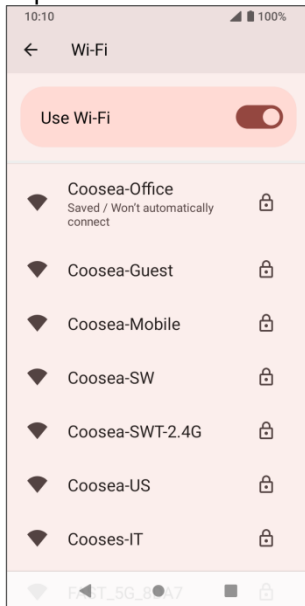 10:10
100%
Wi-Fi
Use Wi-Fi
Coosea-Office
Saved / Won't automatically
connect
Coosea-Guest
Coosea-Mobile
Coosea-SW
Coosea-SWT-2.4G
Coosea-US
Cooses-IT